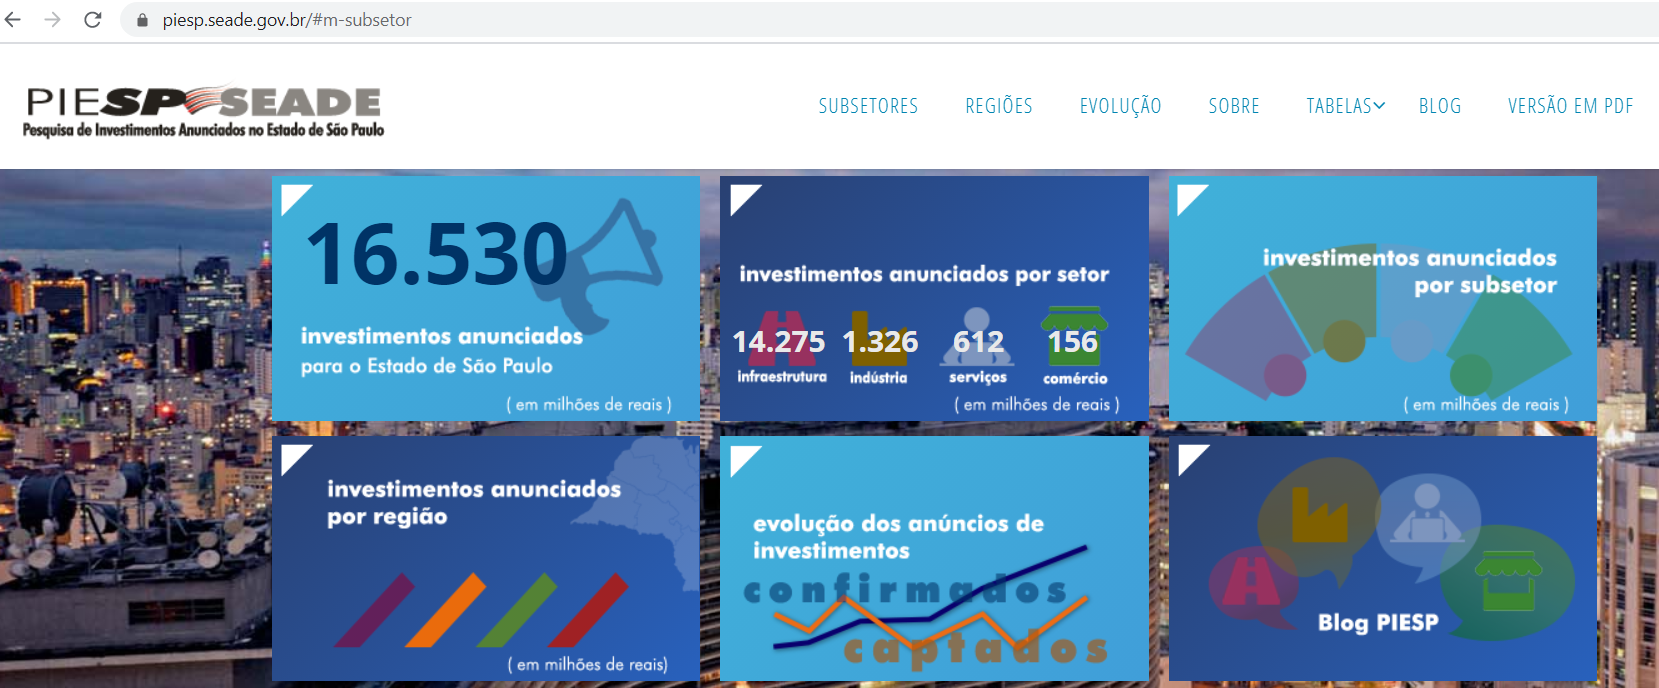 piesp.seade.gov.br/#m-subsetor
PIESP SEADE
Pesquisa de Investimentos Anunciados no Estado de São Paulo
SUBSETORES REGIÕES EVOLUÇÃO SOBRE TABELAS BLOG VERSÃO EM PDF
16.530
investimentos anunciados
para o Estado de São Paulo
( em milhões de reais )
investimentos anunciados por setor
14.275 1.326 612 156
infraestrutura indústria serviços comércio
( em milhões de reais )
investimentos anunciados
por subsetor
( em milhões de reais )
investimentos anunciados
por região
( em milhões de reais)
evolução dos anúncios de
investimentos
confirmados
captados
Blog PIESP